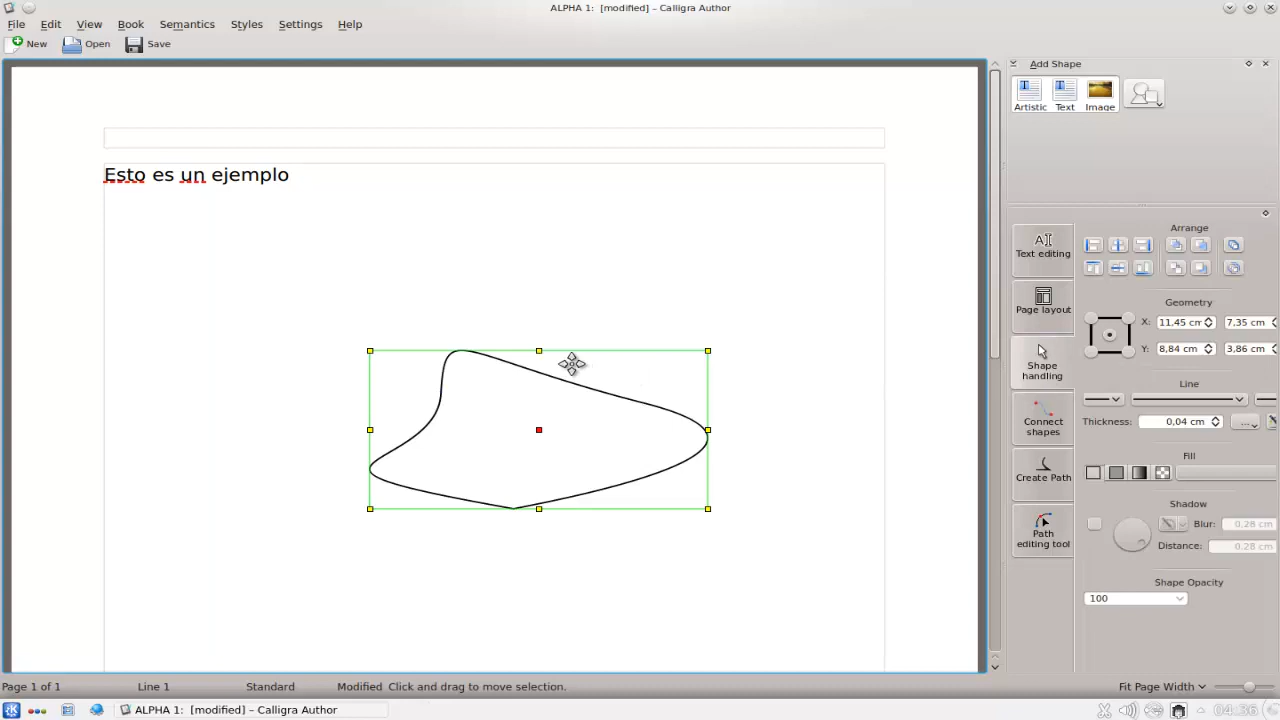 ALPHA 1:  [modified] – Calligra Author
File Edit View Book Semantics Styles Settings Help
New Open Save
Add Shape
Artistic Text Image
Esto es un ejemplo
Text editing
Page layout
Shape handling
Connect shapes
Create Path
Path editing tool
Arrange
Geometry
X: 11,45 cm 7,35 cm
Y: 8,84 cm 3,86 cm
Line
Thickness: 0,04 cm ...
Fill
Shadow
Blur: 0,28 cm
Distance: 0,28 cm
Shape Opacity
100
Page 1 of 1 Line 1 Standard Modified Click and drag to move selection. Fit Page Width
ALPHA 1:  [modified] – Calligra Author 04:36